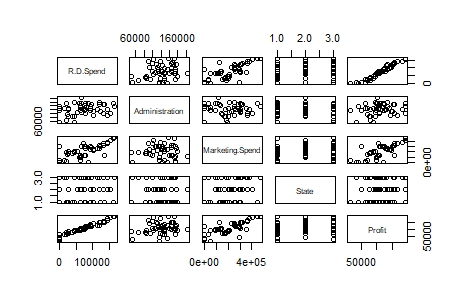 60000 160000 1.0 2.0 3.0
R.D.Spend 0
60000 Administration
Marketing.Spend 0e+00
1.0 3.0 State
Profit 50000
0 100000 0e+00 4e+05 50000